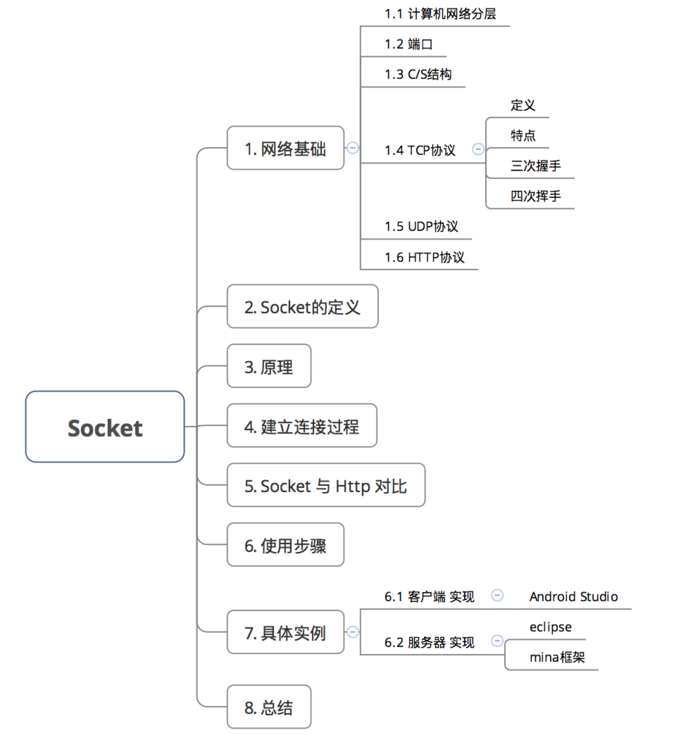 Socket
1. 网络基础
1.1 计算机网络分层
1.2 端口
1.3 C/S结构
1.4 TCP协议
定义
特点
三次握手
四次挥手
1.5 UDP协议
1.6 HTTP协议
2. Socket的定义
3. 原理
4. 建立连接过程
5. Socket 与 Http 对比
6. 使用步骤
7. 具体实例
6.1 客户端 实现
Android Studio
6.2 服务器 实现
eclipse
mina框架
8. 总结